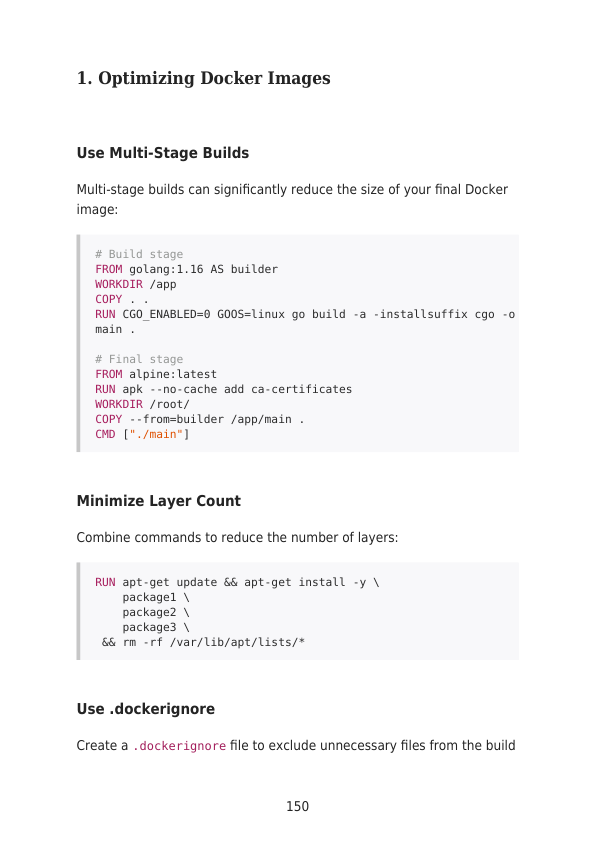 1. Optimizing Docker Images
Use Multi-Stage Builds
Multi-stage builds can significantly reduce the size of your final Docker
image:
# Build stage
FROM golang:1.16 AS builder
WORKDIR /app
COPY . .
RUN CGO_ENABLED=0 GOOS=linux go build -a -installsuffix cgo -o
main .
# Final stage
FROM alpine:latest
RUN apk --no-cache add ca-certificates
WORKDIR /root/
COPY --from=builder /app/main .
CMD ["./main"]
Minimize Layer Count
Combine commands to reduce the number of layers:
RUN apt-get update && apt-get install -y \
    package1 \
    package2 \
    package3 \
 && rm -rf /var/lib/apt/lists/*
Use .dockerignore
Create a .dockerignore file to exclude unnecessary files from the build
150